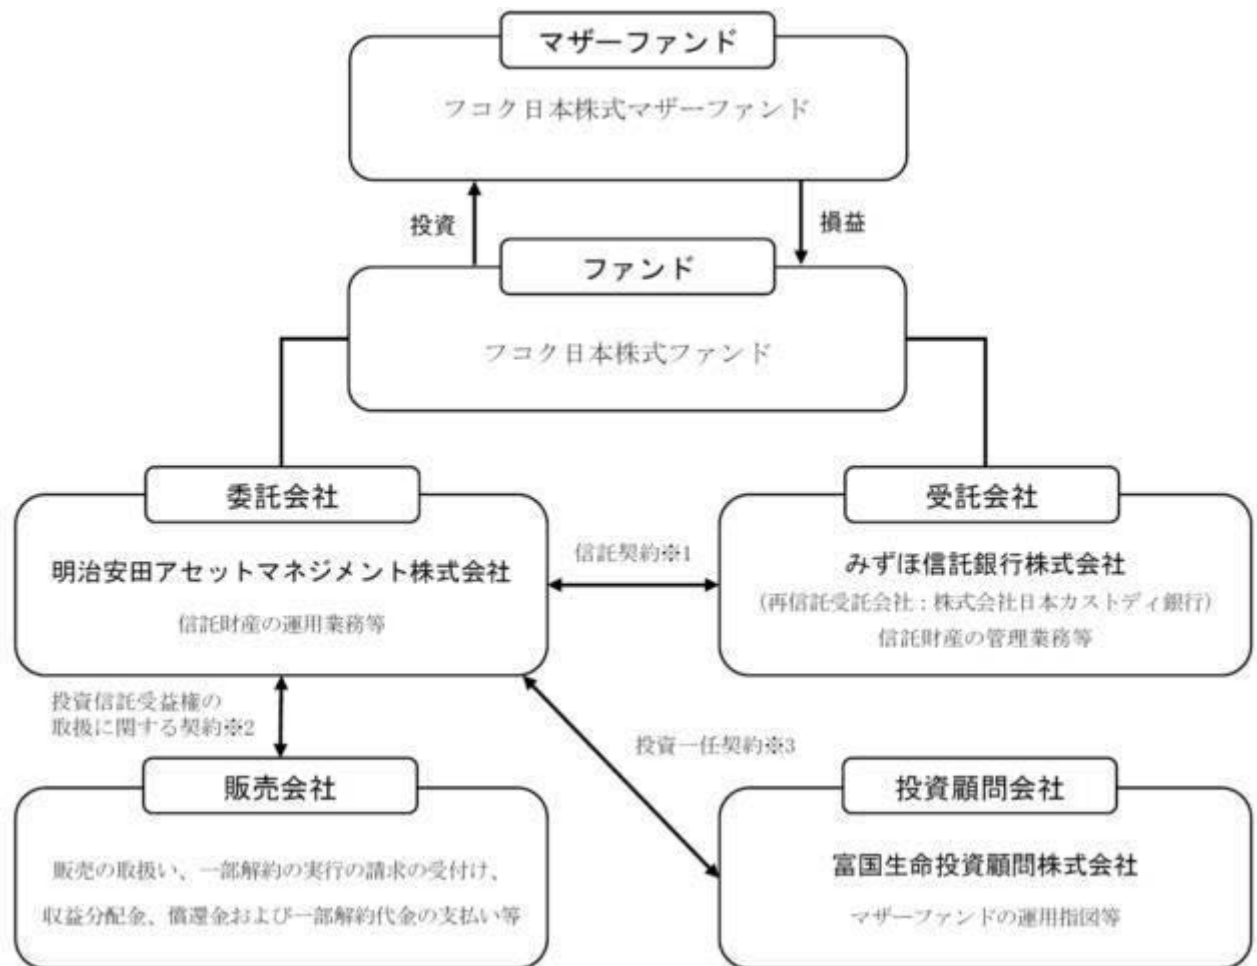 マザーファンド
フコク日本株式マザーファンド
投資
損益
ファンド
フコク日本株式ファンド
委託会社
明治安田アセットマネジメント株式会社
信託財産の運用業務等
信託契約※1
受託会社
みずほ信託銀行株式会社
(再信託受託会社：株式会社日本カストディ銀行)
信託財産の管理業務等
投資信託受益権の
取扱に関する契約※2
投資一任契約※3
販売会社
販売の取扱い、一部解約の実行の請求の受付け、
収益分配金、償還金および一部解約代金の支払い等
投資顧問会社
富国生命投資顧問株式会社
マザーファンドの運用指図等